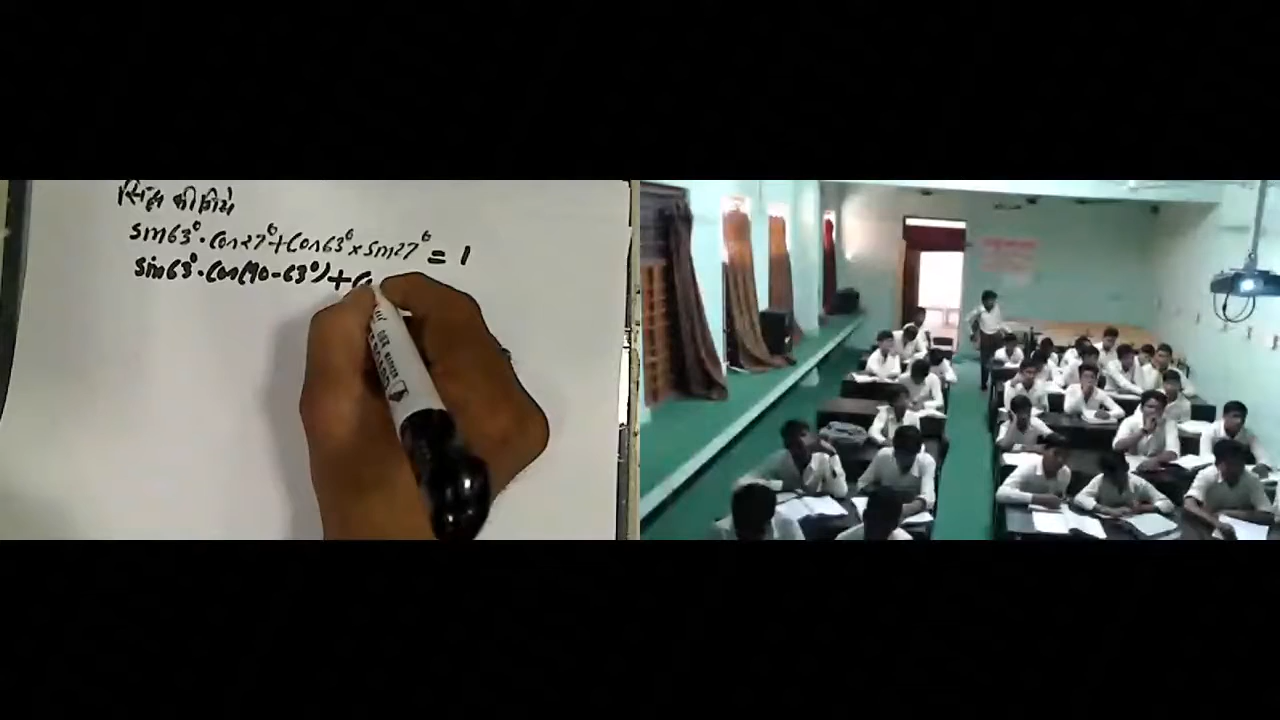 सिद्ध कीजिये
sin63°·cos27°+cos63°×sin27° = 1
sin63°·cos(90-63°)+c